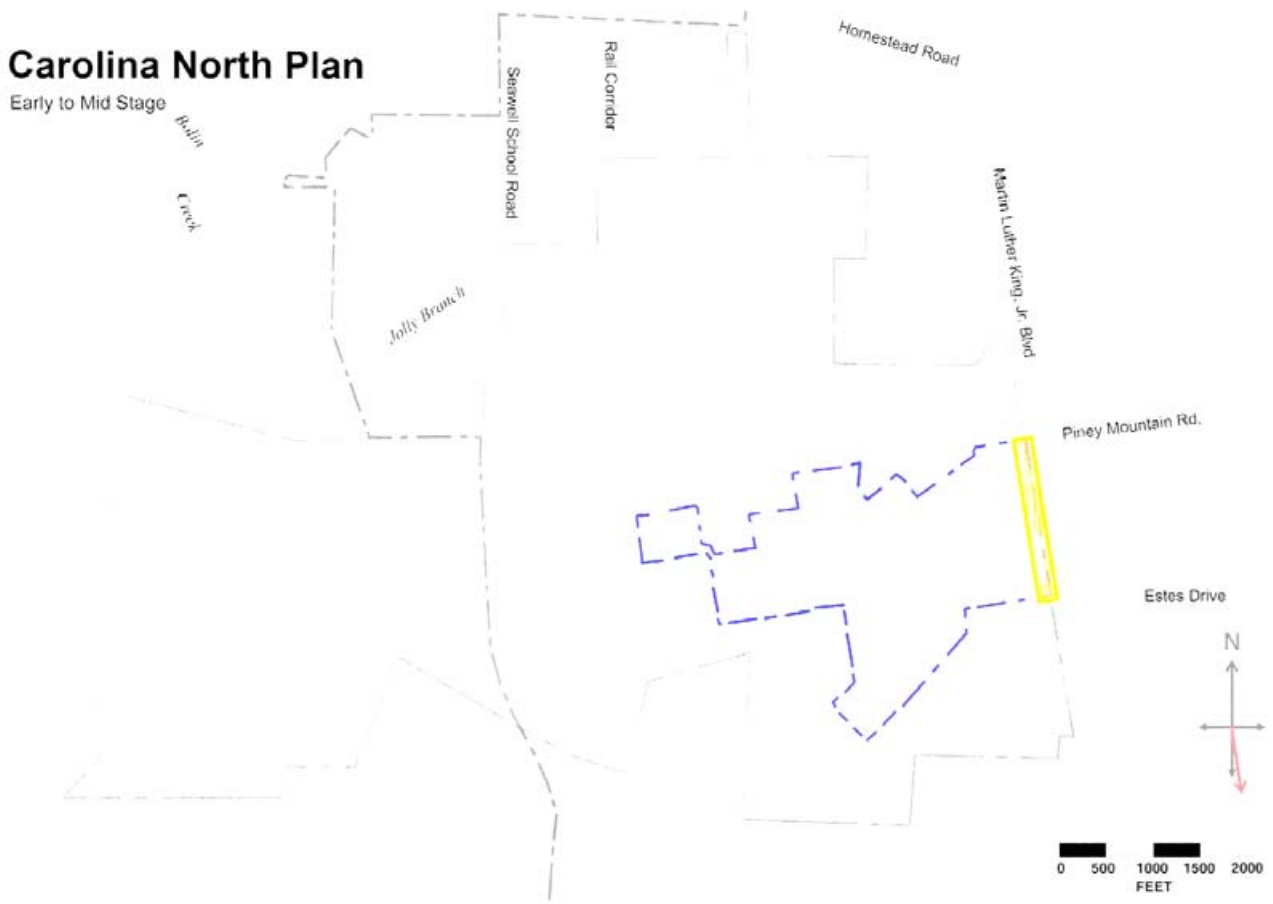 Carolina North Plan
Early to Mid Stage
Homestead Road
Rail Corridor
Seawell School Road
Bolin
Creek
Martin Luther King, Jr. Blvd
Jolly Branch
Piney Mountain Rd.
Estes Drive
N
0 500 1000 1500 2000
FEET